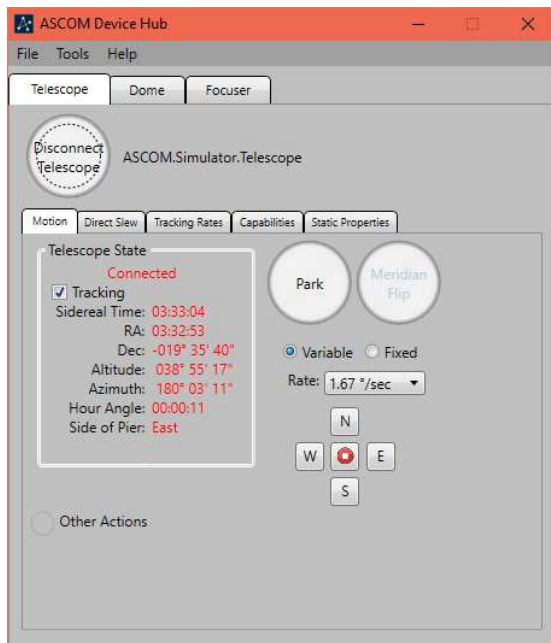 ASCOM Device Hub
File Tools Help
Telescope Dome Focuser
Disconnect
Telescope
ASCOM.Simulator.Telescope
Motion Direct Slew Tracking Rates Capabilities Static Properties
Telescope State
Connected
Tracking
Sidereal Time: 03:33:04
RA: 03:32:53
Dec: -019° 35' 40"
Altitude: 038° 55' 17"
Azimuth: 180° 03' 11"
Hour Angle: 00:00:11
Side of Pier: East
Park
Meridian
Flip
Variable Fixed
Rate: 1.67 °/sec
N
W E
S
Other Actions